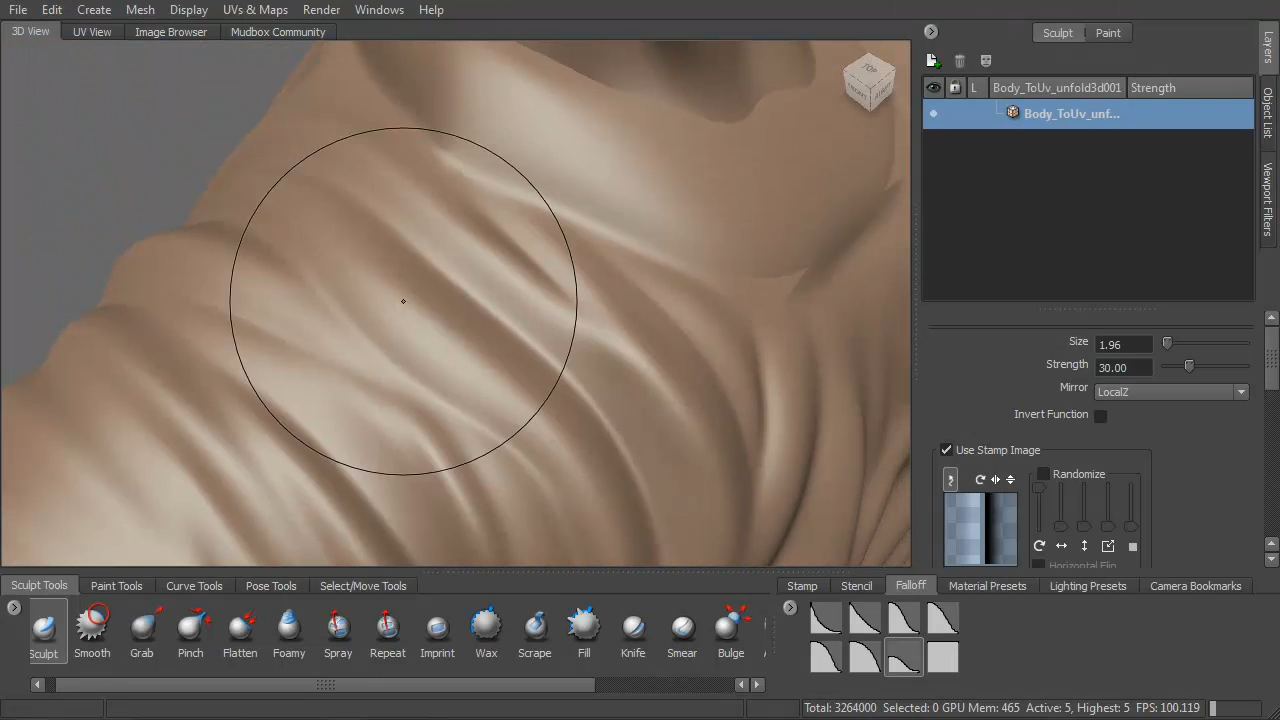 File Edit Create Mesh Display UVs & Maps Render Windows Help
3D View UV View Image Browser Mudbox Community
Sculpt Paint
Layers
Object List
Viewport Filters
L Body_ToUv_unfold3d001 Strength
Body_ToUv_unf...
TOP
Size 1.96
Strength 30.00
Mirror LocalZ
Invert Function
Use Stamp Image
Randomize
Horizontal Flip
Sculpt Tools Paint Tools Curve Tools Pose Tools Select/Move Tools
Stamp Stencil Falloff Material Presets Lighting Presets Camera Bookmarks
Sculpt Smooth Grab Pinch Flatten Foamy Spray Repeat Imprint Wax Scrape Fill Knife Smear Bulge
Total: 3264000 Selected: 0 GPU Mem: 465 Active: 5, Highest: 5 FPS: 100.119